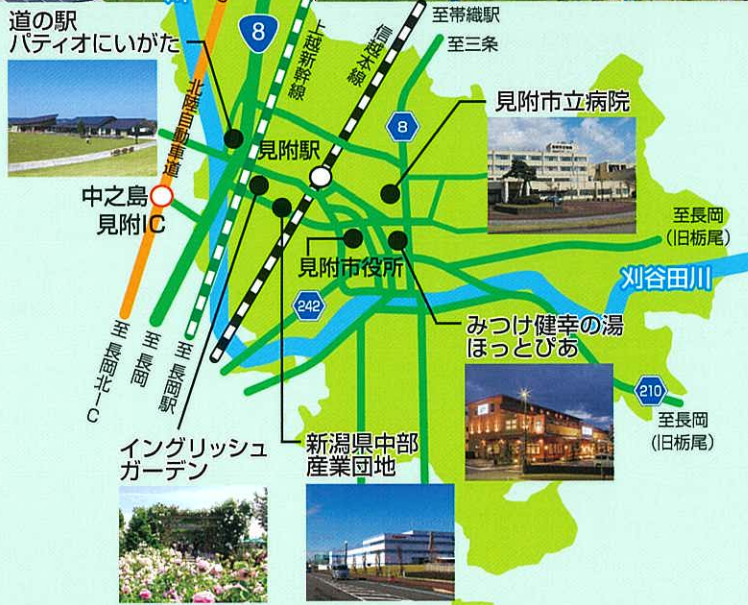 道の駅
パティオにいがた
8
上越新幹線
信越本線
至帯織駅
至三条
8
北陸自動車道
見附駅
見附市立病院
中之島
見附IC
見附市役所
至長岡
(旧栃尾)
刈谷田川
242
みつけ健幸の湯
ほっとぴあ
至長岡北IC
至長岡
至長岡駅
210
至長岡
(旧栃尾)
イングリッシュ
ガーデン
新潟県中部
産業団地